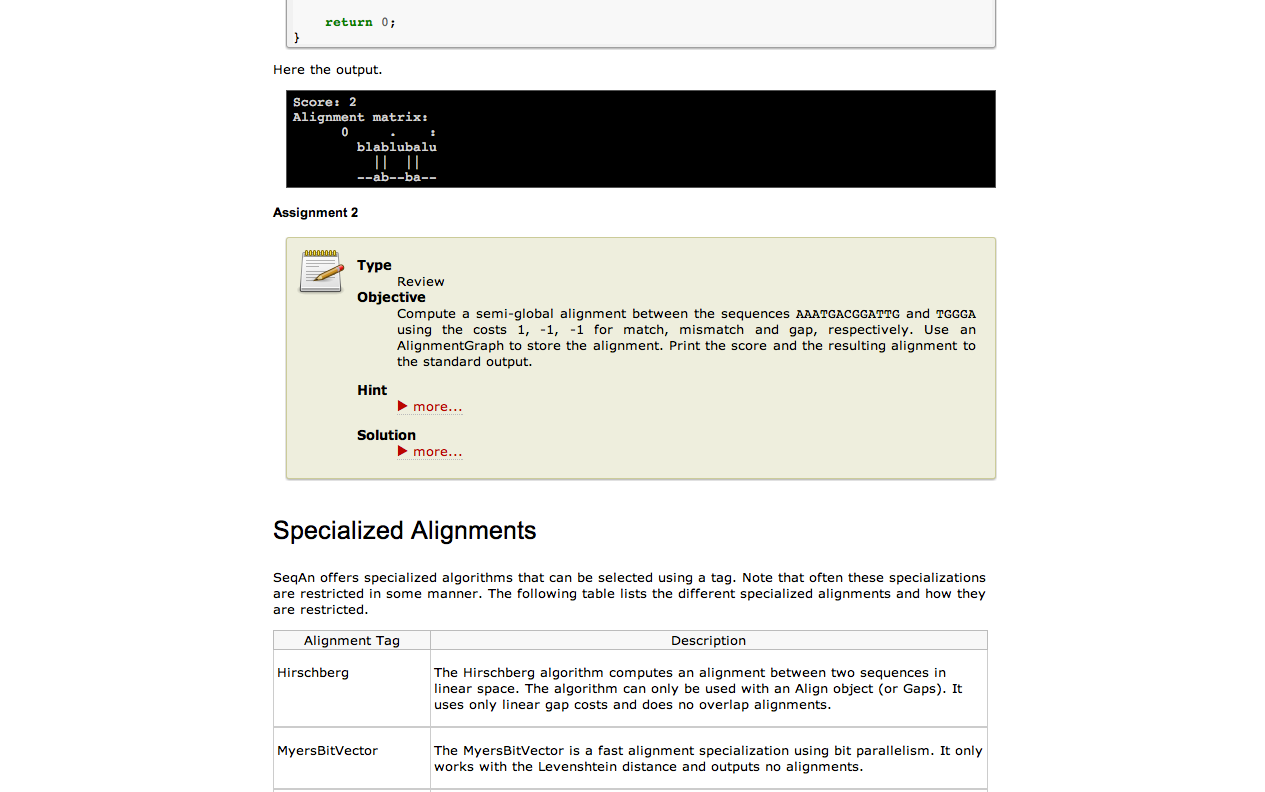 return 0;
}
Here the output.
Score: 2
Alignment matrix:
      0     .    :
        blablubalu
          ||  ||
        --ab--ba--
Assignment 2
Type
Review
Objective
Compute a semi-global alignment between the sequences AAATGACGGATTG and TGGGA
using the costs 1, -1, -1 for match, mismatch and gap, respectively. Use an
AlignmentGraph to store the alignment. Print the score and the resulting alignment to
the standard output.
Hint
▶ more...
Solution
▶ more...
Specialized Alignments
SeqAn offers specialized algorithms that can be selected using a tag. Note that often these specializations
are restricted in some manner. The following table lists the different specialized alignments and how they
are restricted.
Alignment Tag Description
Hirschberg
The Hirschberg algorithm computes an alignment between two sequences in
linear space. The algorithm can only be used with an Align object (or Gaps). It
uses only linear gap costs and does no overlap alignments.
MyersBitVector
The MyersBitVector is a fast alignment specialization using bit parallelism. It only
works with the Levenshtein distance and outputs no alignments.